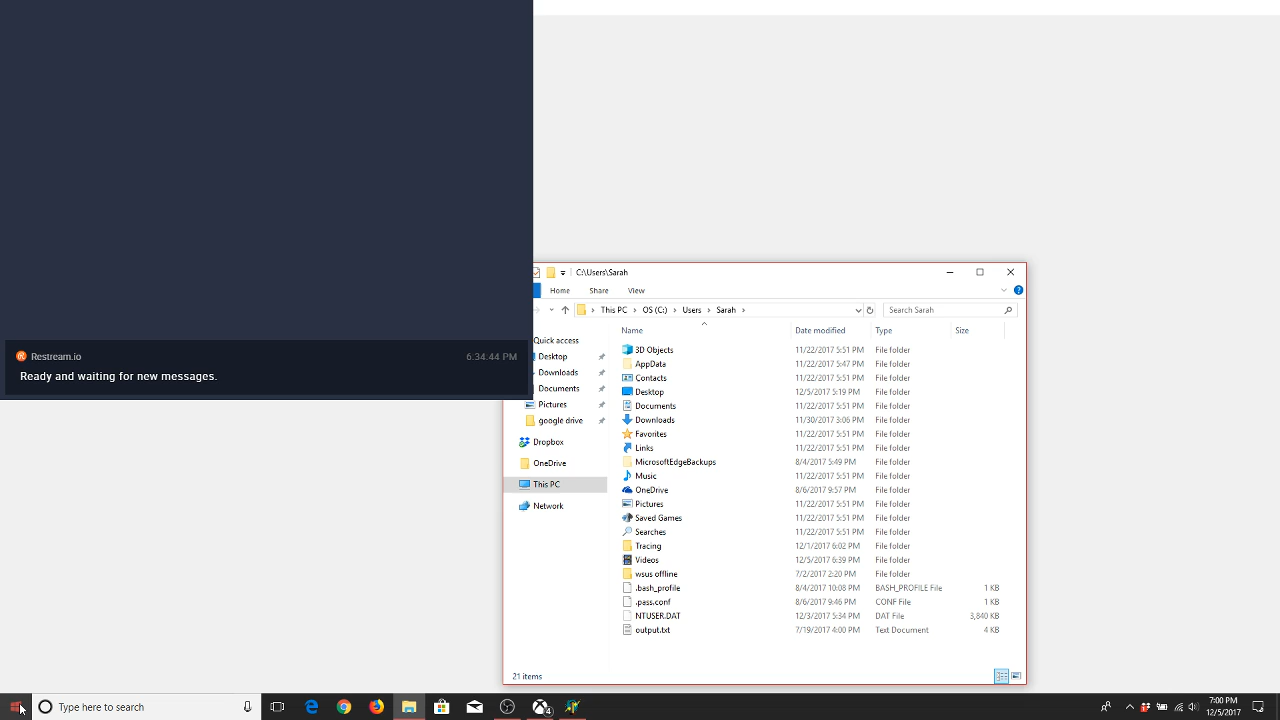 Restream.io 6:34:44 PM
Ready and waiting for new messages.
C:\Users\Sarah
Home Share View
This PC OS (C:) Users Sarah
Search Sarah
Quick access
Desktop
Downloads
Documents
Pictures
google drive
Dropbox
OneDrive
This PC
Network
Name Date modified Type Size
3D Objects 11/22/2017 5:51 PM File folder
AppData 11/22/2017 5:47 PM File folder
Contacts 11/22/2017 5:51 PM File folder
Desktop 12/5/2017 5:19 PM File folder
Documents 11/22/2017 5:51 PM File folder
Downloads 11/30/2017 3:06 PM File folder
Favorites 11/22/2017 5:51 PM File folder
Links 11/22/2017 5:51 PM File folder
MicrosoftEdgeBackups 8/4/2017 5:49 PM File folder
Music 11/22/2017 5:51 PM File folder
OneDrive 8/6/2017 9:57 PM File folder
Pictures 11/22/2017 5:51 PM File folder
Saved Games 11/22/2017 5:51 PM File folder
Searches 11/22/2017 5:51 PM File folder
Tracing 12/1/2017 6:02 PM File folder
Videos 12/5/2017 6:39 PM File folder
wsus offline 7/2/2017 2:20 PM File folder
.bash_profile 8/4/2017 10:08 PM BASH_PROFILE File 1 KB
.pass.conf 8/6/2017 9:46 PM CONF File 1 KB
NTUSER.DAT 12/3/2017 5:34 PM DAT File 3,840 KB
output.txt 7/19/2017 4:00 PM Text Document 4 KB
21 items
Type here to search
4
7:00 PM
12/5/2017